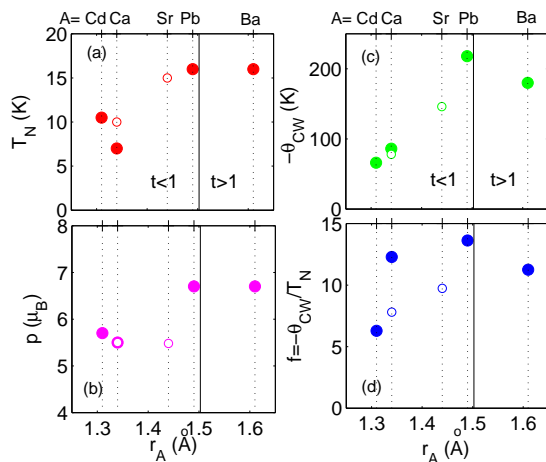 A= Cd Ca Sr Pb Ba
(a)
T_N (K)
20
15
10
5
0
t<1 t>1
A= Cd Ca Sr Pb Ba
(c)
−θ_CW (K)
200
100
0
t<1 t>1
(b)
p (μ_B)
8
7
6
5
4
1.3 1.4 1.5 1.6
r_A (Å)
(d)
f=−θ_CW/T_N
15
10
5
0
1.3 1.4 1.5 1.6
r_A (Å)